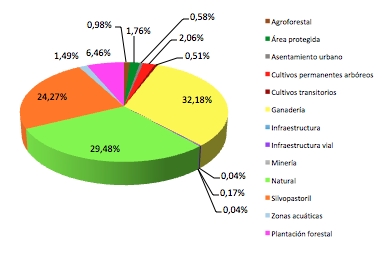 0,98%
1,76%
0,58%
2,06%
0,51%
1,49%
6,46%
24,27%
32,18%
29,48%
0,04%
0,17%
0,04%
Agroforestal
Área protegida
Asentamiento urbano
Cultivos permanentes arbóreos
Cultivos transitorios
Ganadería
Infraestructura
Infraestructura vial
Minería
Natural
Silvopastoril
Zonas acuáticas
Plantación forestal